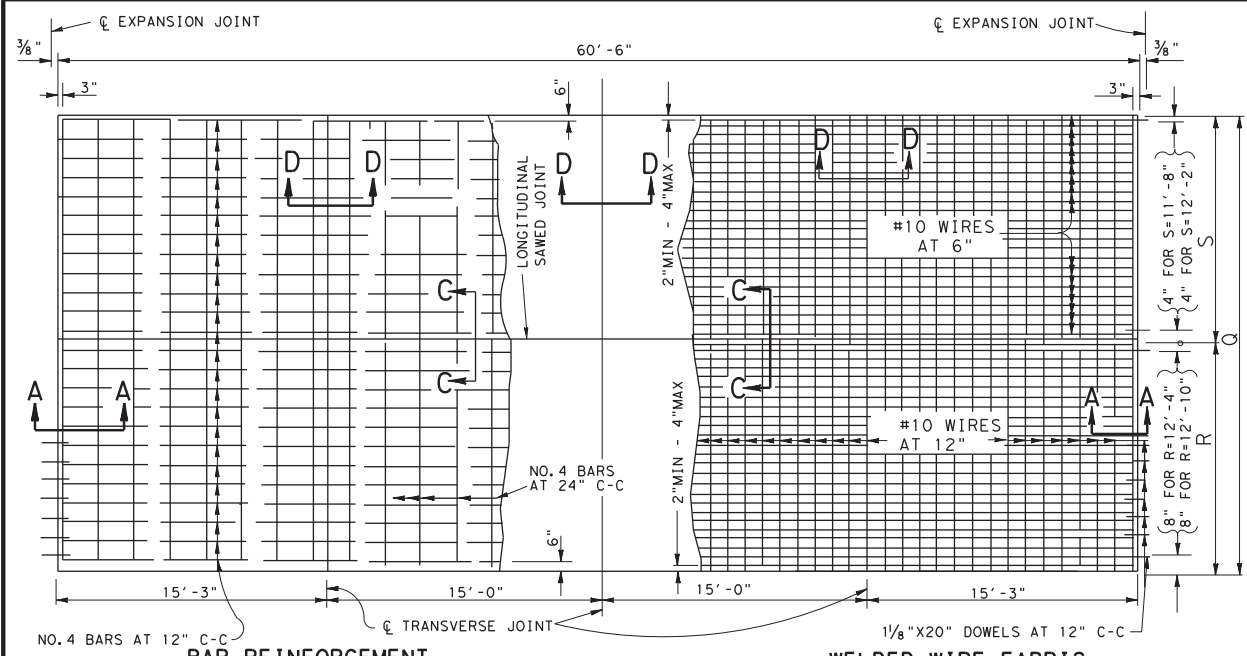 ℄ EXPANSION JOINT
℄ EXPANSION JOINT
3/8"
60'-6"
3/8"
3"
6"
3"
D D
D D
D D
LONGITUDINAL
SAWED JOINT
2"MIN - 4"MAX
#10 WIRES
AT 6"
4" FOR S=11'-8"
4" FOR S=12'-2"
S
C
C
C
C
Q
A A
A A
2"MIN - 4"MAX
#10 WIRES
AT 12"
8" FOR R=12'-4"
8" FOR R=12'-10"
R
NO.4 BARS
AT 24" C-C
6"
15'-3"
15'-0"
15'-0"
15'-3"
NO.4 BARS AT 12" C-C
℄ TRANSVERSE JOINT
1 1/8"X20" DOWELS AT 12" C-C
BAR REINFORCEMENT
WELDED WIRE FABRIC